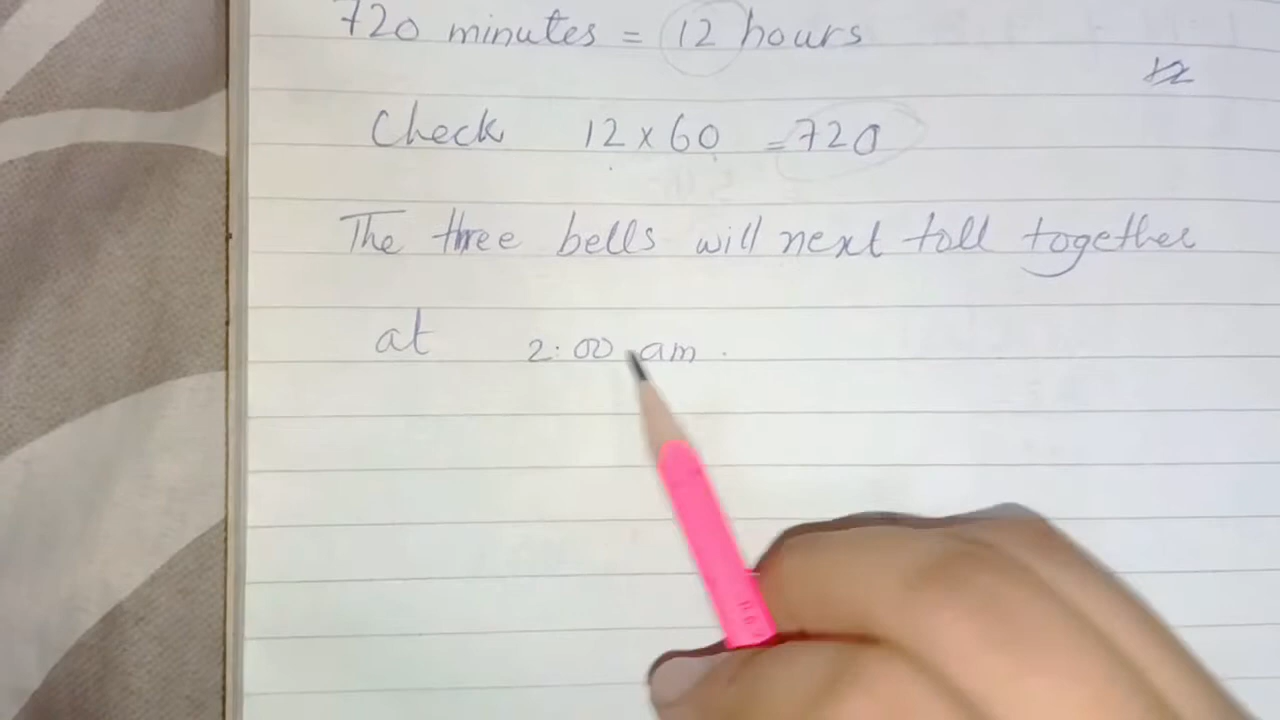 720 minutes = 12 hours
12
Check 12 x 60 = 720
The three bells will next toll together
at 2:00 am.